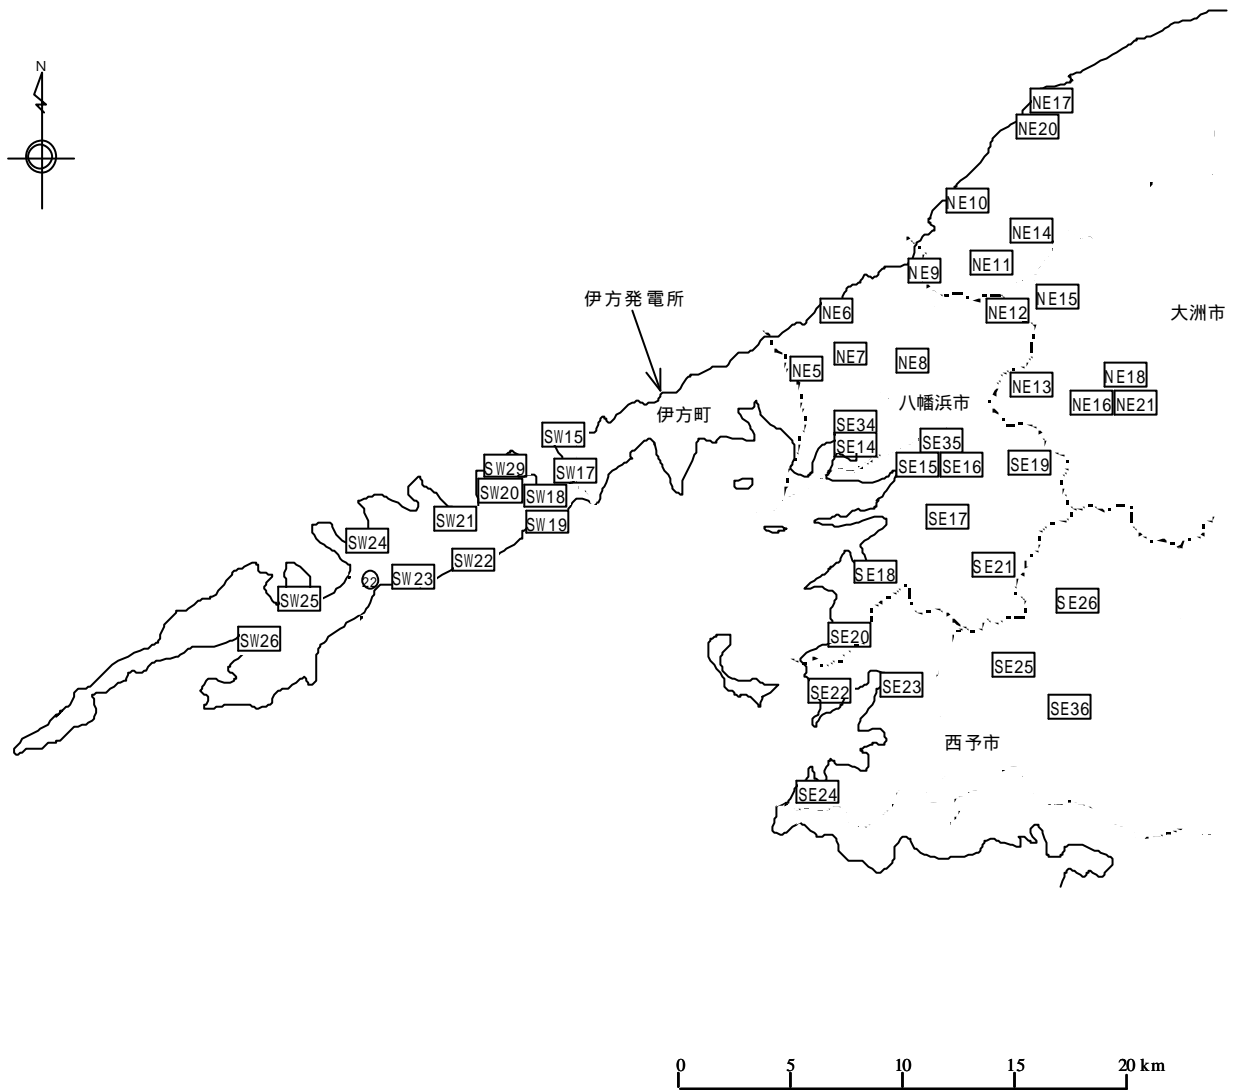 N
NE17
NE20
NE10
NE14
NE11
NE9
NE15
伊方発電所
NE6
NE12
大洲市
NE7
NE8
NE5
NE18
NE13
NE16 NE21
八幡浜市
伊方町
SE34
SW15
SE35
SE14
SE15 SE16
SE19
SW29
SW17
SW20
SW18
SW21
SW19
SE17
SW24
SW22
SE21
SE18
22
SW23
SW25
SE26
SW26
SE20
SE25
SE22
SE23
SE36
西予市
SE24
0 5 10 15 20 km